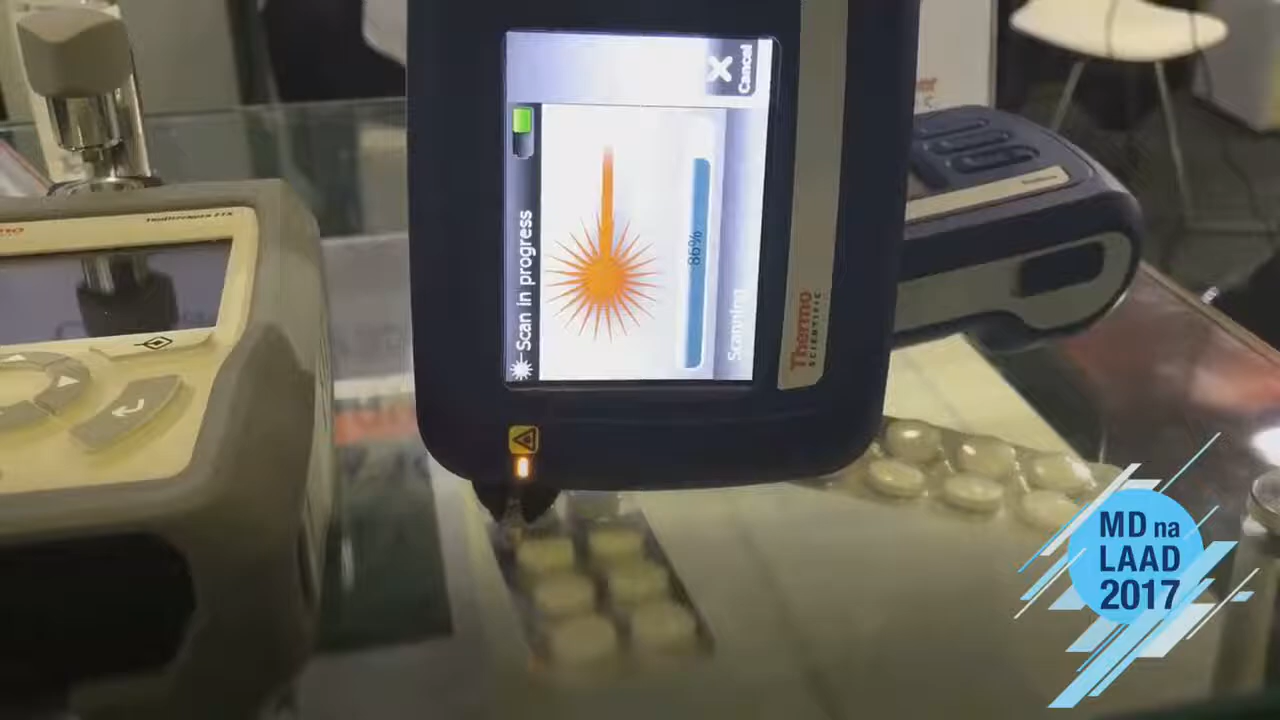 Scan in progress
86%
Scanning
Cancel
Thermo
SCIENTIFIC
MD na
LAAD
2017